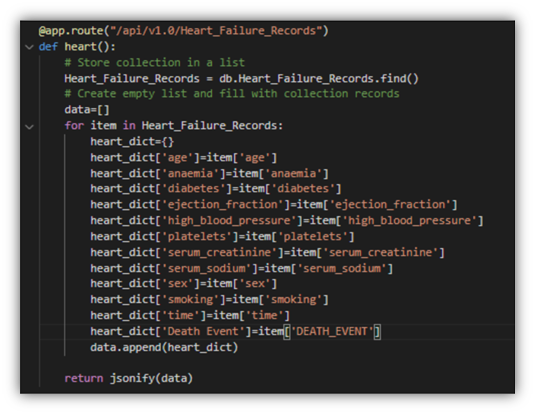 @app.route("/api/v1.0/Heart_Failure_Records")
def heart():
    # Store collection in a list
    Heart_Failure_Records = db.Heart_Failure_Records.find()
    # Create empty list and fill with collection records
    data=[]
    for item in Heart_Failure_Records:
        heart_dict={}
        heart_dict['age']=item['age']
        heart_dict['anaemia']=item['anaemia']
        heart_dict['diabetes']=item['diabetes']
        heart_dict['ejection_fraction']=item['ejection_fraction']
        heart_dict['high_blood_pressure']=item['high_blood_pressure']
        heart_dict['platelets']=item['platelets']
        heart_dict['serum_creatinine']=item['serum_creatinine']
        heart_dict['serum_sodium']=item['serum_sodium']
        heart_dict['sex']=item['sex']
        heart_dict['smoking']=item['smoking']
        heart_dict['time']=item['time']
        heart_dict['Death Event']=item['DEATH_EVENT']
        data.append(heart_dict)
    return jsonify(data)